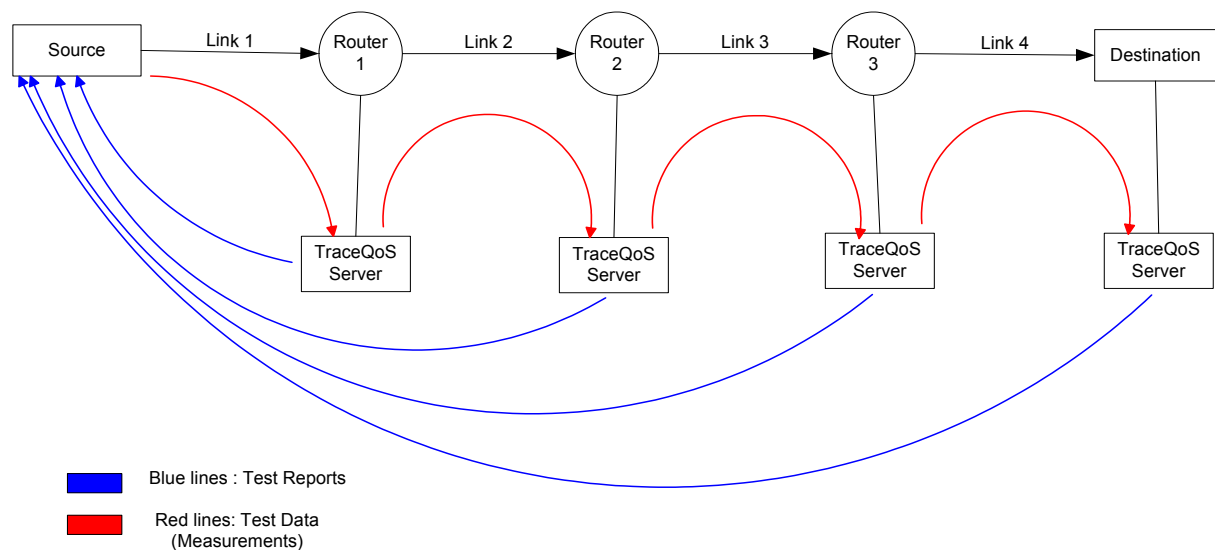 Source
Link 1
Router
1
Link 2
Router
2
Link 3
Router
3
Link 4
Destination
TraceQoS
Server
TraceQoS
Server
TraceQoS
Server
TraceQoS
Server
Blue lines : Test Reports
Red lines: Test Data
(Measurements)